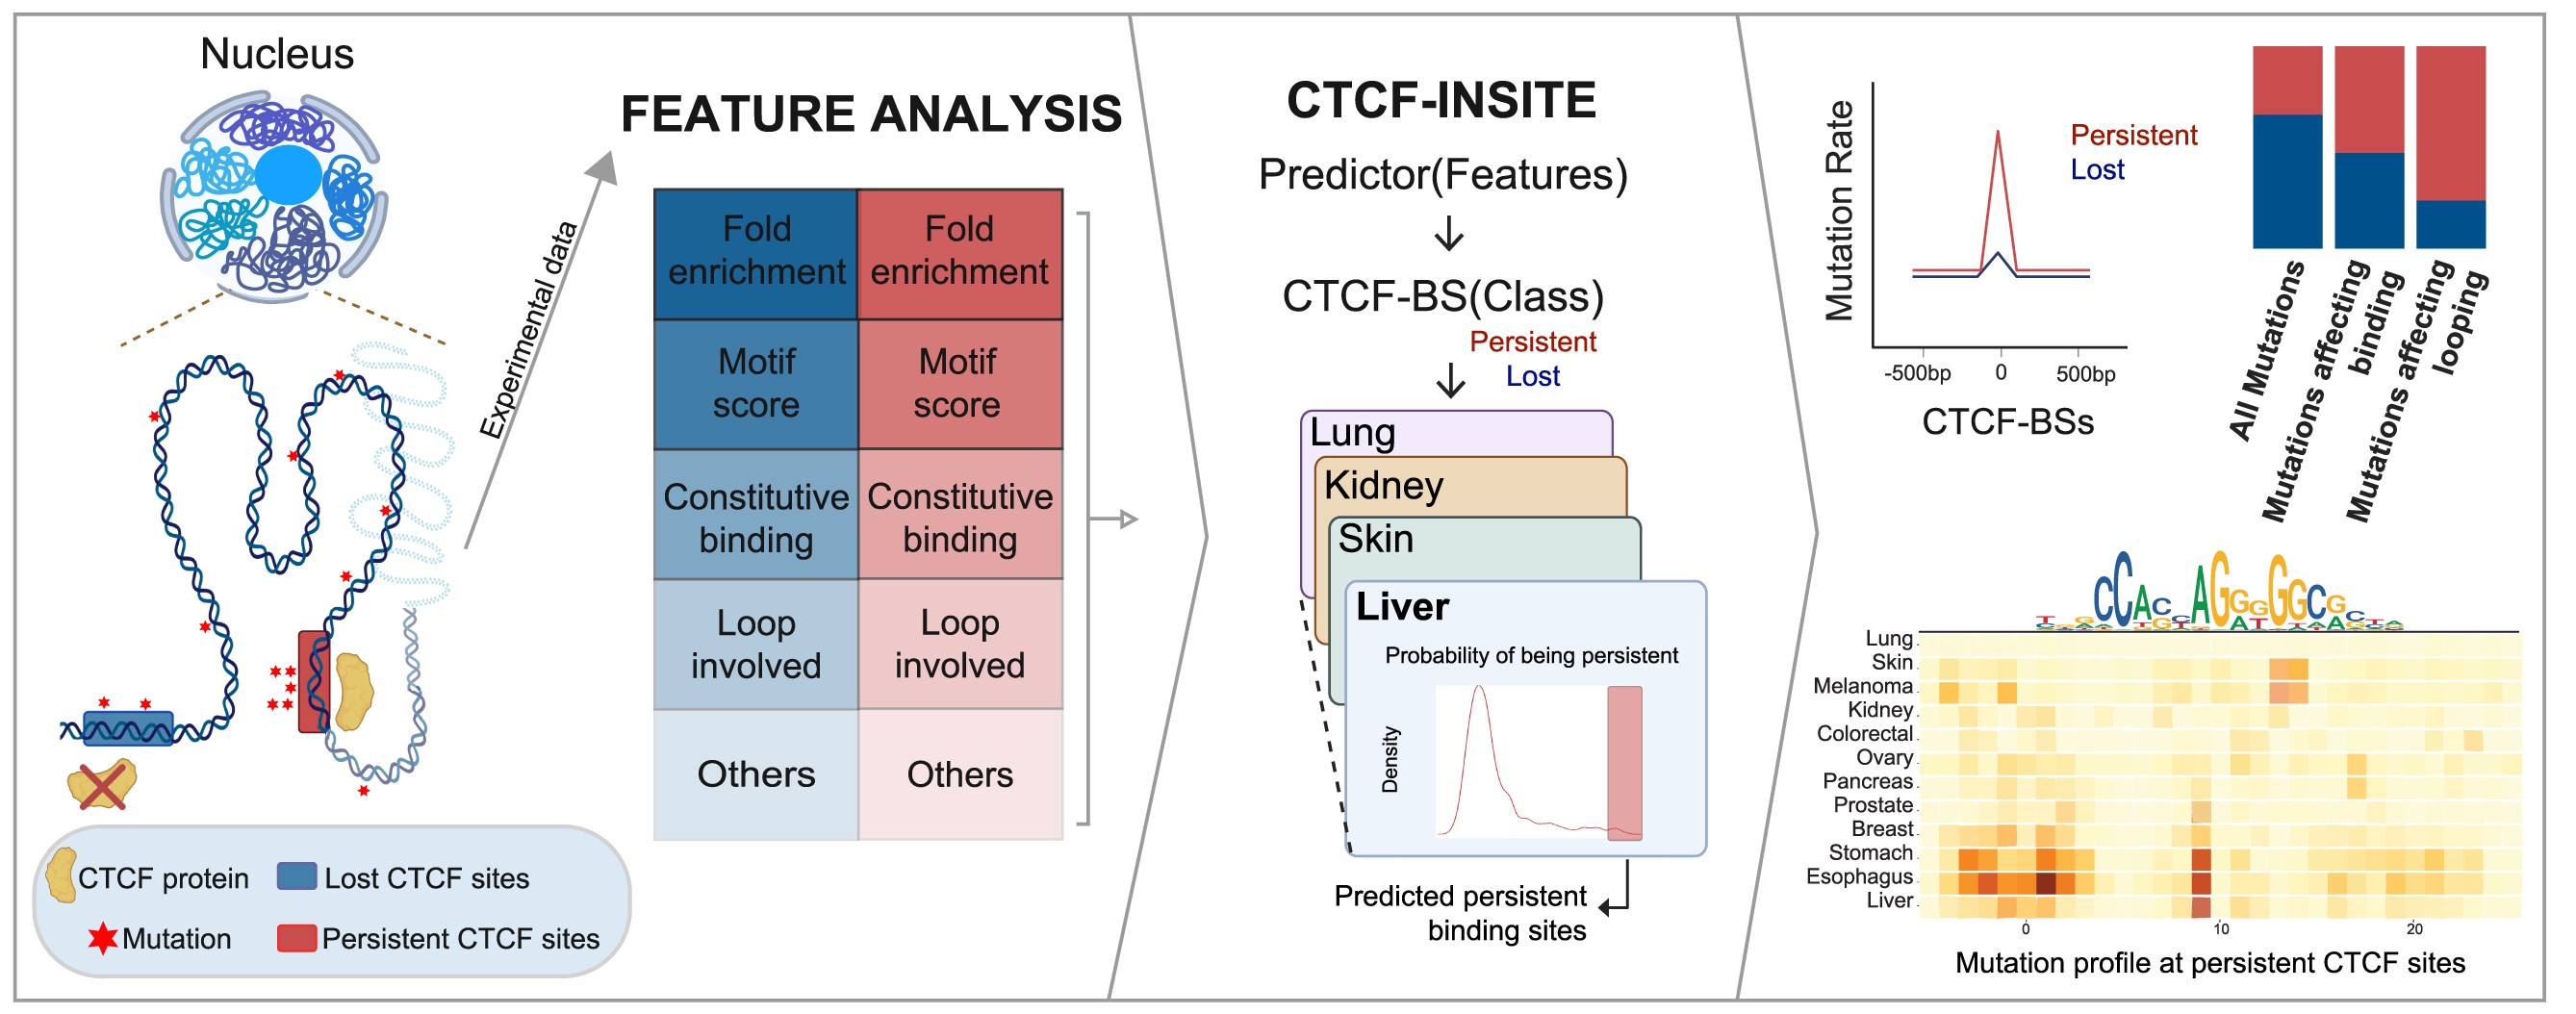 Nucleus
Experimental data
CTCF protein
Lost CTCF sites
Mutation
Persistent CTCF sites
FEATURE ANALYSIS
Fold
enrichment
Fold
enrichment
Motif
score
Motif
score
Constitutive
binding
Constitutive
binding
Loop
involved
Loop
involved
Others
Others
CTCF-INSITE
Predictor(Features)
CTCF-BS(Class)
Persistent
Lost
Lung
Kidney
Skin
Liver
Probability of being persistent
Density
Predicted persistent
binding sites
Mutation Rate
Persistent
Lost
-500bp
0
500bp
CTCF-BSs
All Mutations
Mutations affecting
binding
Mutations affecting
looping
CCAC AGGGGGCG
Lung
Skin
Melanoma
Kidney
Colorectal
Ovary
Pancreas
Prostate
Breast
Stomach
Esophagus
Liver
0
10
20
Mutation profile at persistent CTCF sites